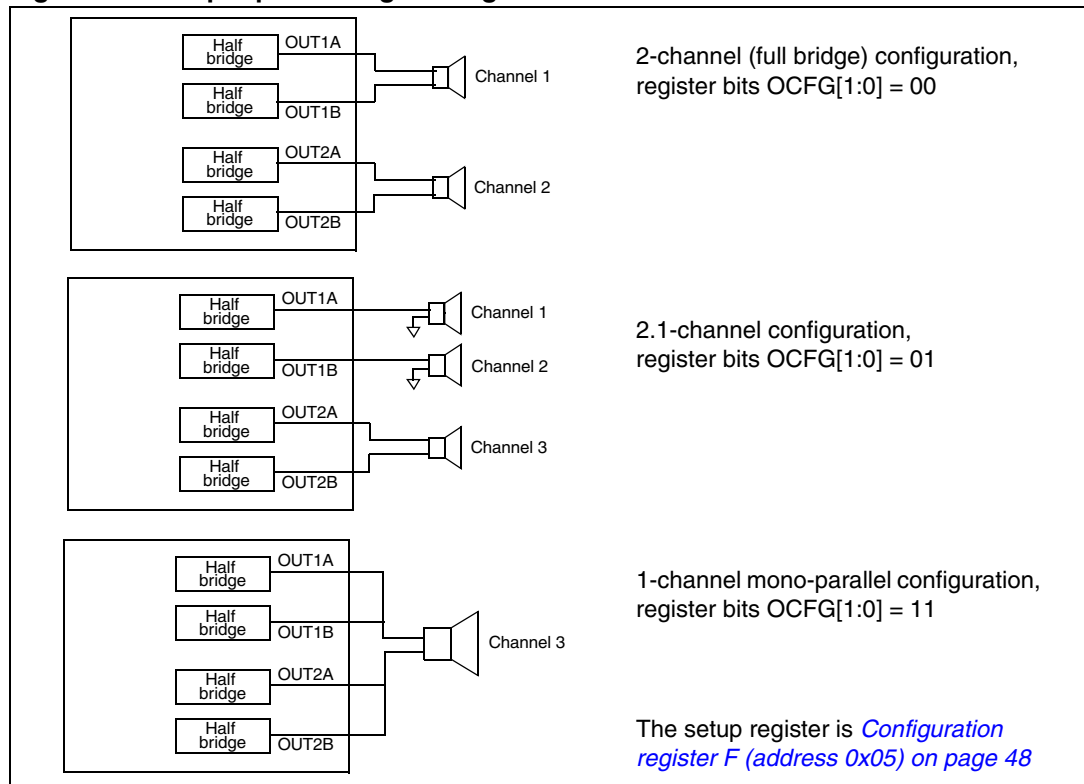 Half
bridge
OUT1A
Half
bridge
OUT1B
Channel 1
Half
bridge
OUT2A
Half
bridge
OUT2B
Channel 2
2-channel (full bridge) configuration,
register bits OCFG[1:0] = 00
Half
bridge
OUT1A
Channel 1
Half
bridge
OUT1B
Channel 2
Half
bridge
OUT2A
Half
bridge
OUT2B
Channel 3
2.1-channel configuration,
register bits OCFG[1:0] = 01
Half
bridge
OUT1A
Half
bridge
OUT1B
Half
bridge
OUT2A
Half
bridge
OUT2B
Channel 3
1-channel mono-parallel configuration,
register bits OCFG[1:0] = 11
The setup register is Configuration
register F (address 0x05) on page 48